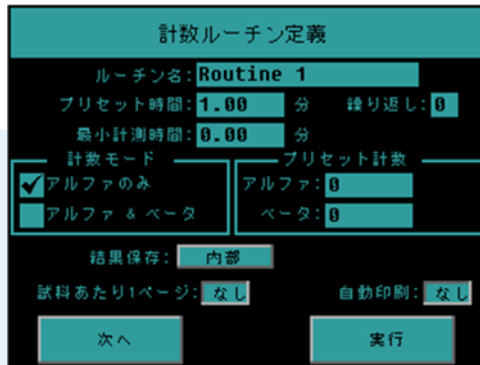 計数ルーチン定義
ルーチン名: Routine 1
プリセット時間: 1.00 分 繰り返し: 0
最小計測時間: 0.00 分
計数モード
アルファのみ
アルファ & ベータ
プリセット計数
アルファ: 0
ベータ: 0
結果保存: 内部
試料あたり1ページ: なし 自動印刷: なし
次へ 実行